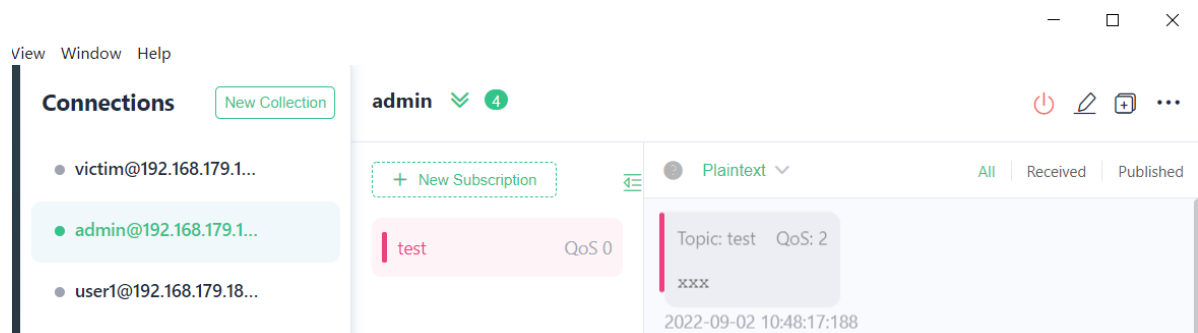 View Window Help
Connections New Collection
admin 4
victim@192.168.179.1...
admin@192.168.179.1...
user1@192.168.179.18...
+ New Subscription
test QoS 0
Plaintext All Received Published
Topic: test QoS: 2
xxx
2022-09-02 10:48:17:188